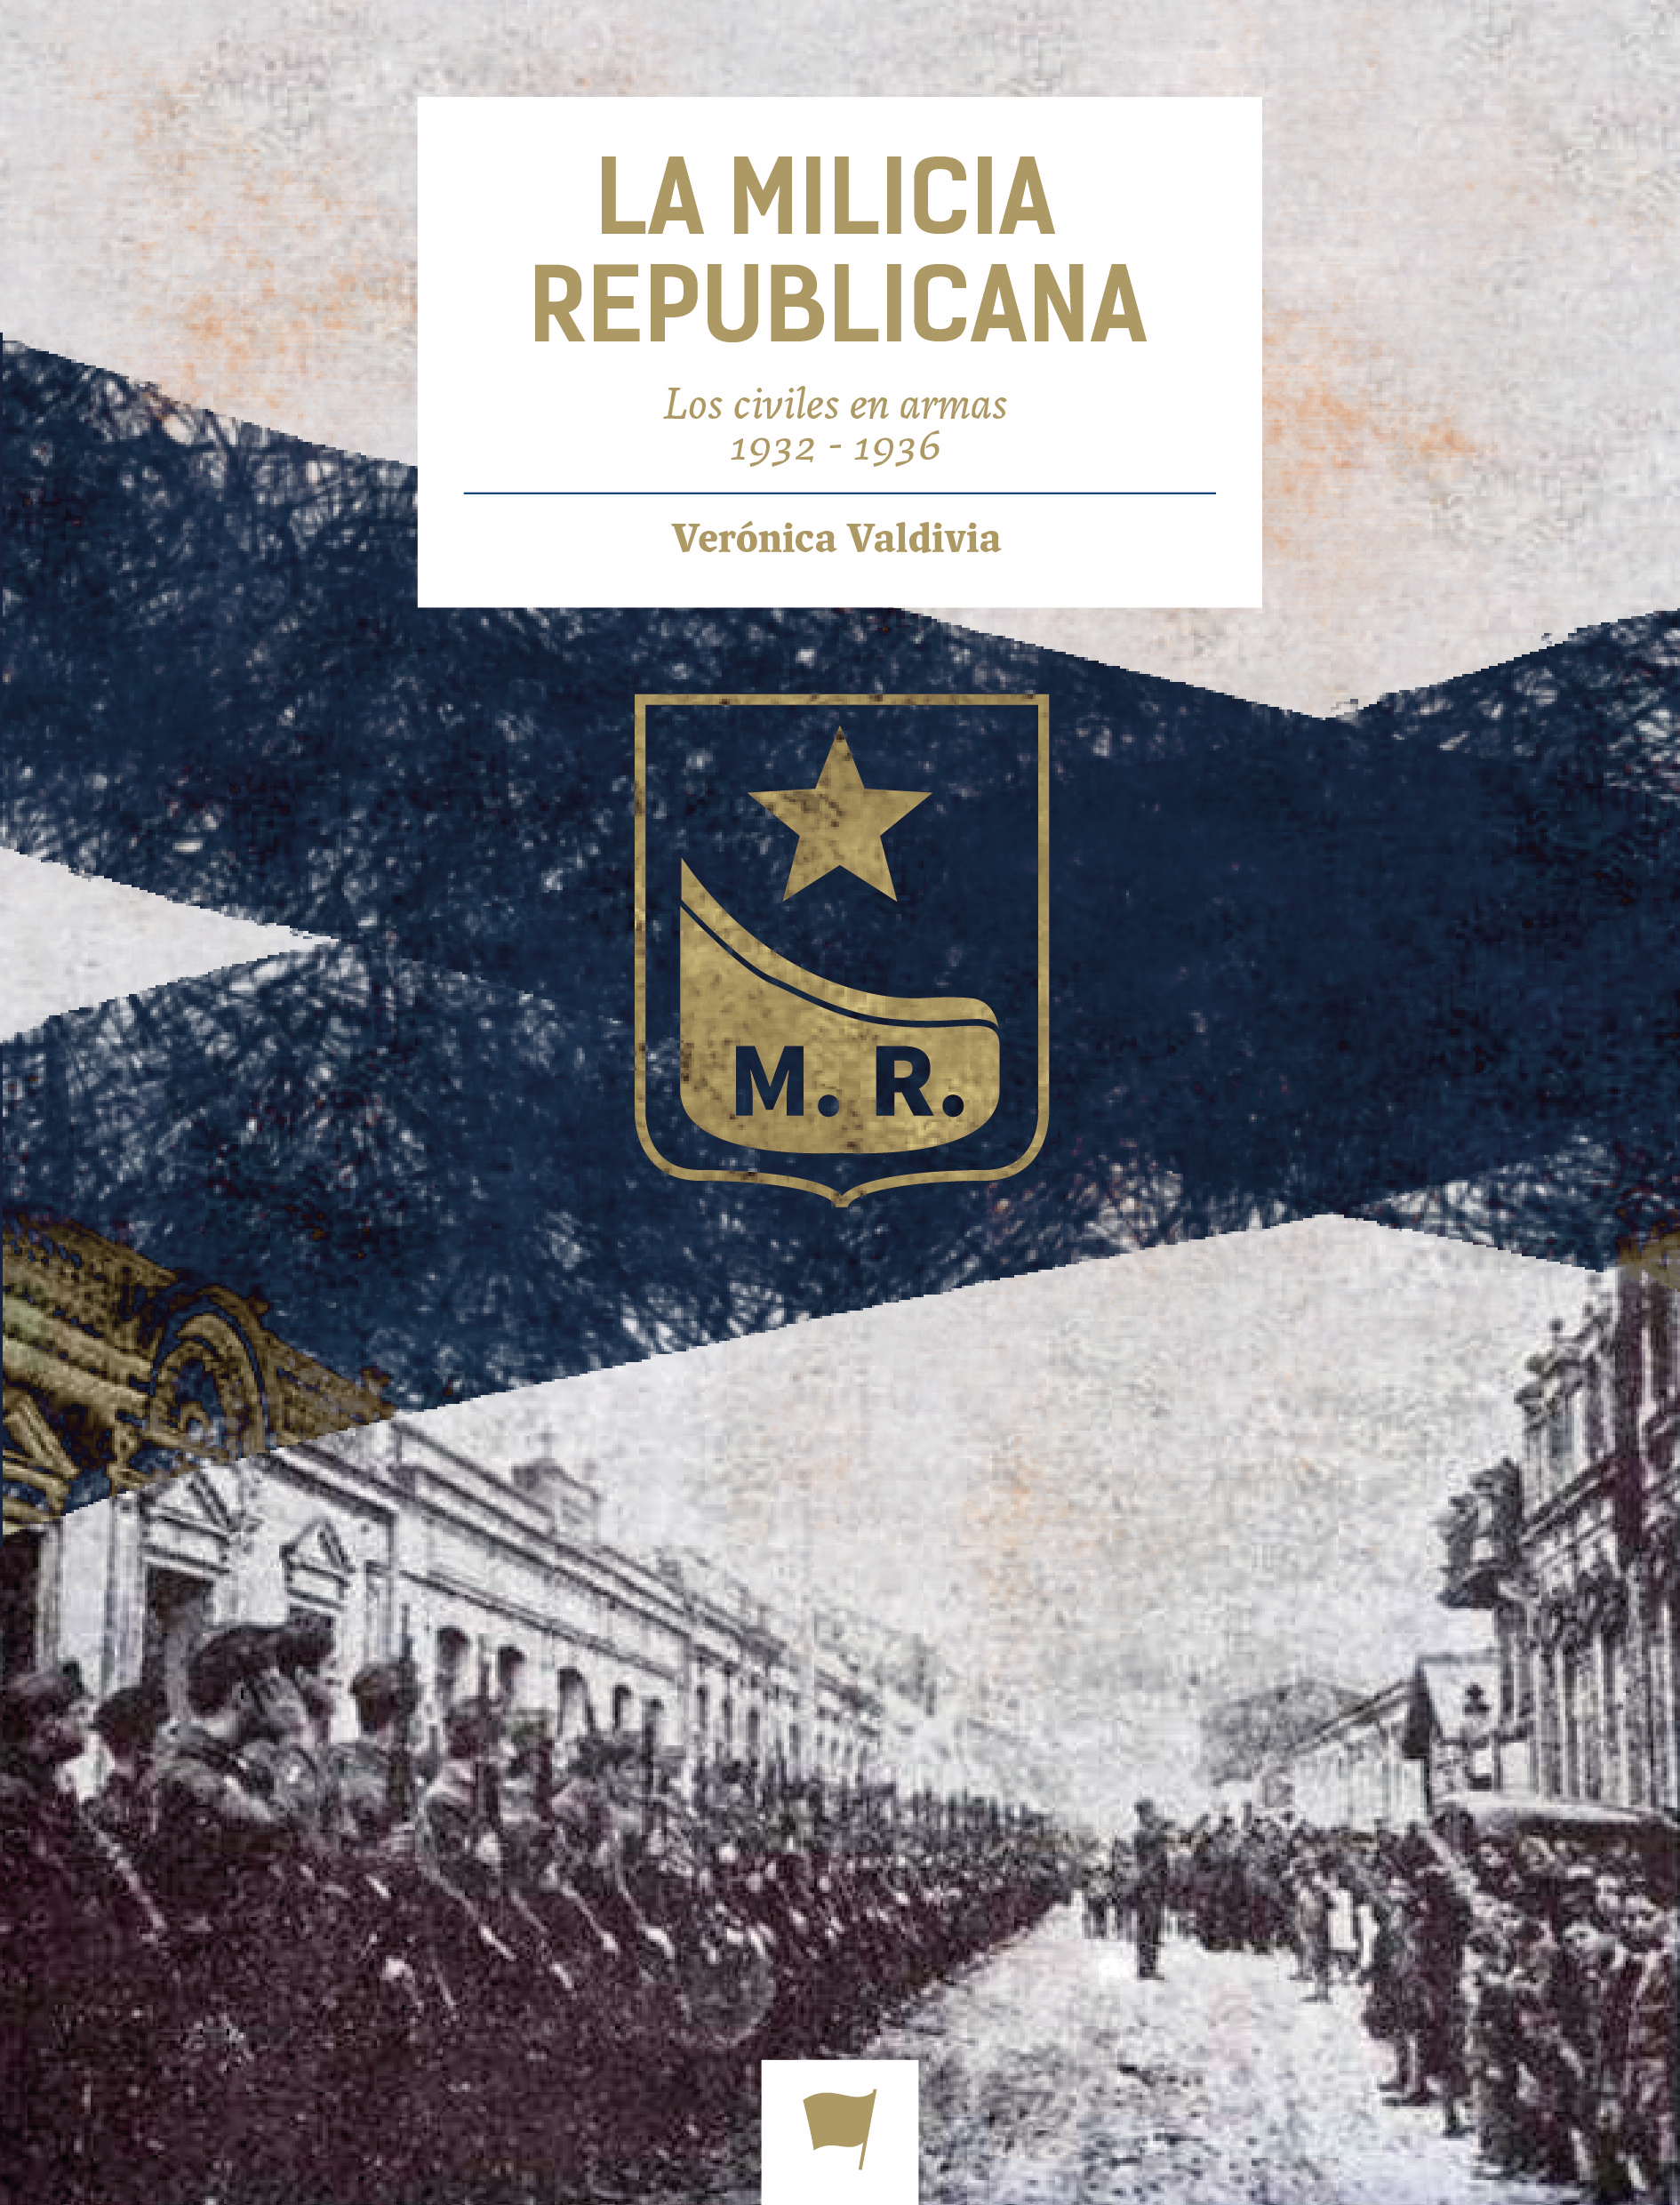 LA MILICIA
REPUBLICANA
Los civiles en armas
1932 - 1936
Verónica Valdivia
M. R.